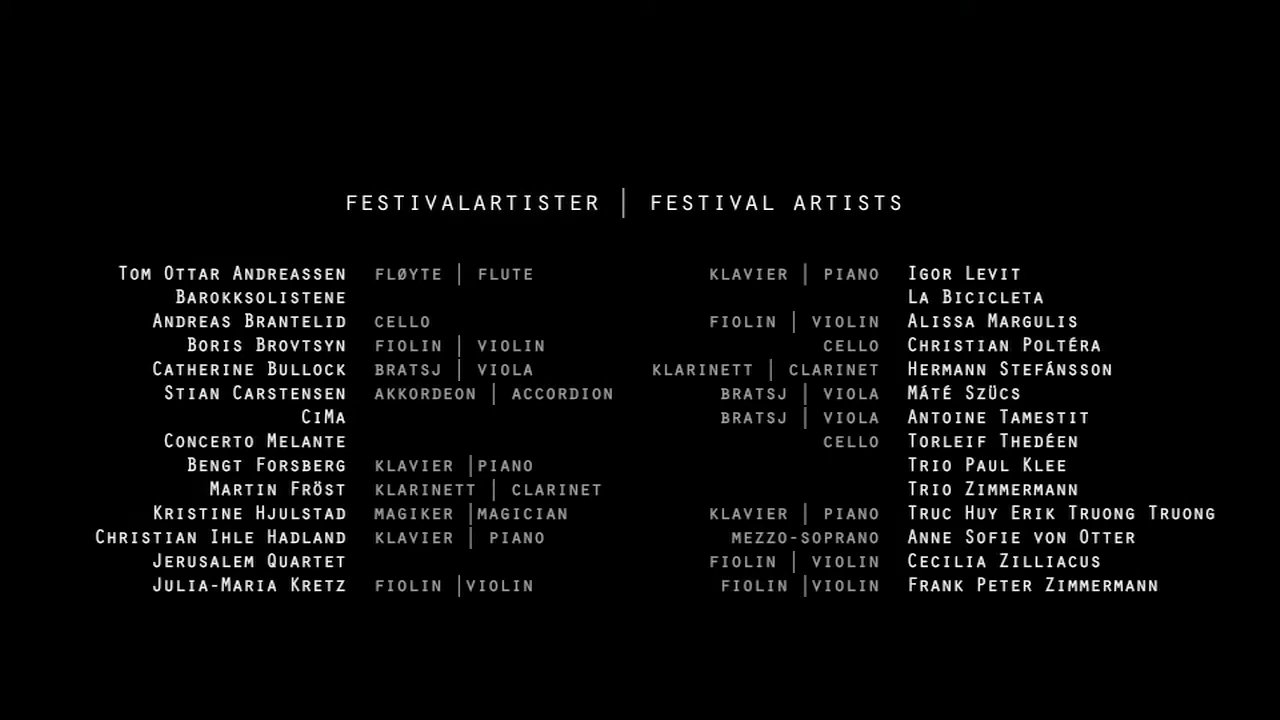 FESTIVALARTISTER | FESTIVAL ARTISTS
TOM OTTAR ANDREASSEN FLØYTE | FLUTE
BAROKKSOLISTENE
ANDREAS BRANTELID CELLO
BORIS BROVTSYN FIOLIN | VIOLIN
CATHERINE BULLOCK BRATSJ | VIOLA
STIAN CARSTENSEN AKKORDEON | ACCORDION
CiMA
CONCERTO MELANTE
BENGT FORSBERG KLAVIER |PIANO
MARTIN FRÖST KLARINETT | CLARINET
KRISTINE HJULSTAD MAGIKER |MAGICIAN
CHRISTIAN IHLE HADLAND KLAVIER | PIANO
JERUSALEM QUARTET
JULIA-MARIA KRETZ FIOLIN |VIOLIN
KLAVIER | PIANO IGOR LEVIT
LA BICICLETA
FIOLIN | VIOLIN ALISSA MARGULIS
CELLO CHRISTIAN POLTÉRA
KLARINETT | CLARINET HERMANN STEFÁNSSON
BRATSJ | VIOLA MÁTÉ SZÜCS
BRATSJ | VIOLA ANTOINE TAMESTIT
CELLO TORLEIF THEDÉEN
TRIO PAUL KLEE
TRIO ZIMMERMANN
KLAVIER | PIANO TRUC HUY ERIK TRUONG TRUONG
MEZZO-SOPRANO ANNE SOFIE VON OTTER
FIOLIN | VIOLIN CECILIA ZILLIACUS
FIOLIN |VIOLIN FRANK PETER ZIMMERMANN